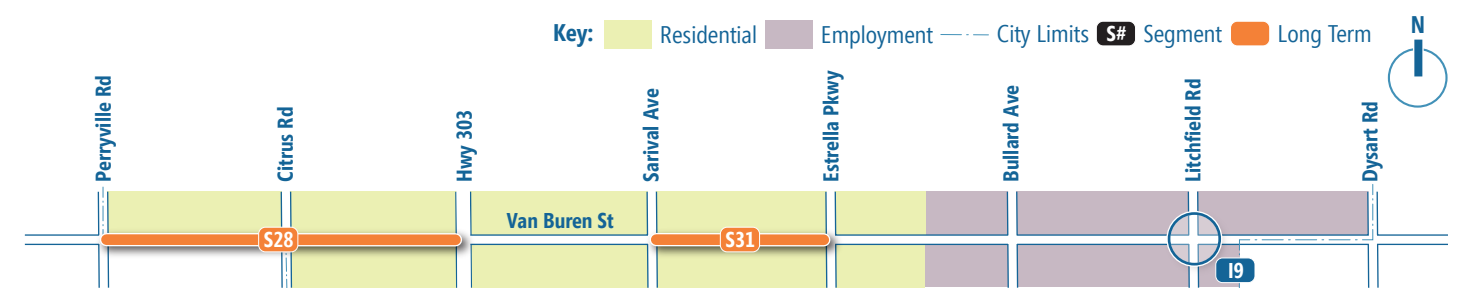 Key: Residential Employment City Limits S# Segment Long Term
N
Perryville Rd
Citrus Rd
Hwy 303
Sarival Ave
Estrella Pkwy
Bullard Ave
Litchfield Rd
Dysart Rd
Van Buren St
S28
S31
I9